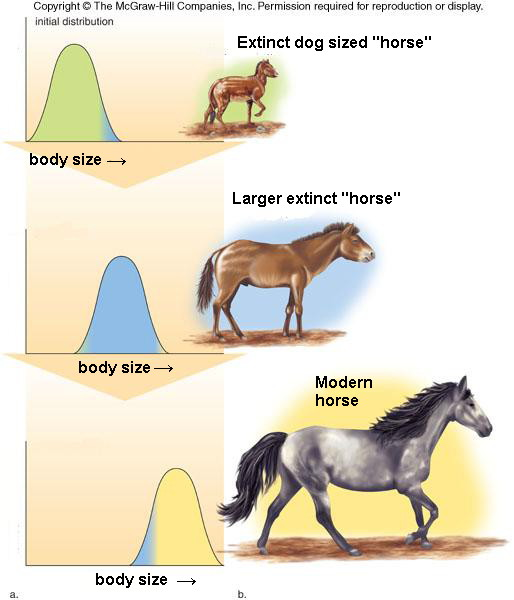 Copyright © The McGraw-Hill Companies, Inc. Permission required for reproduction or display.
initial distribution
Extinct dog sized "horse"
body size →
Larger extinct "horse"
body size →
Modern
horse
body size →
a.
b.